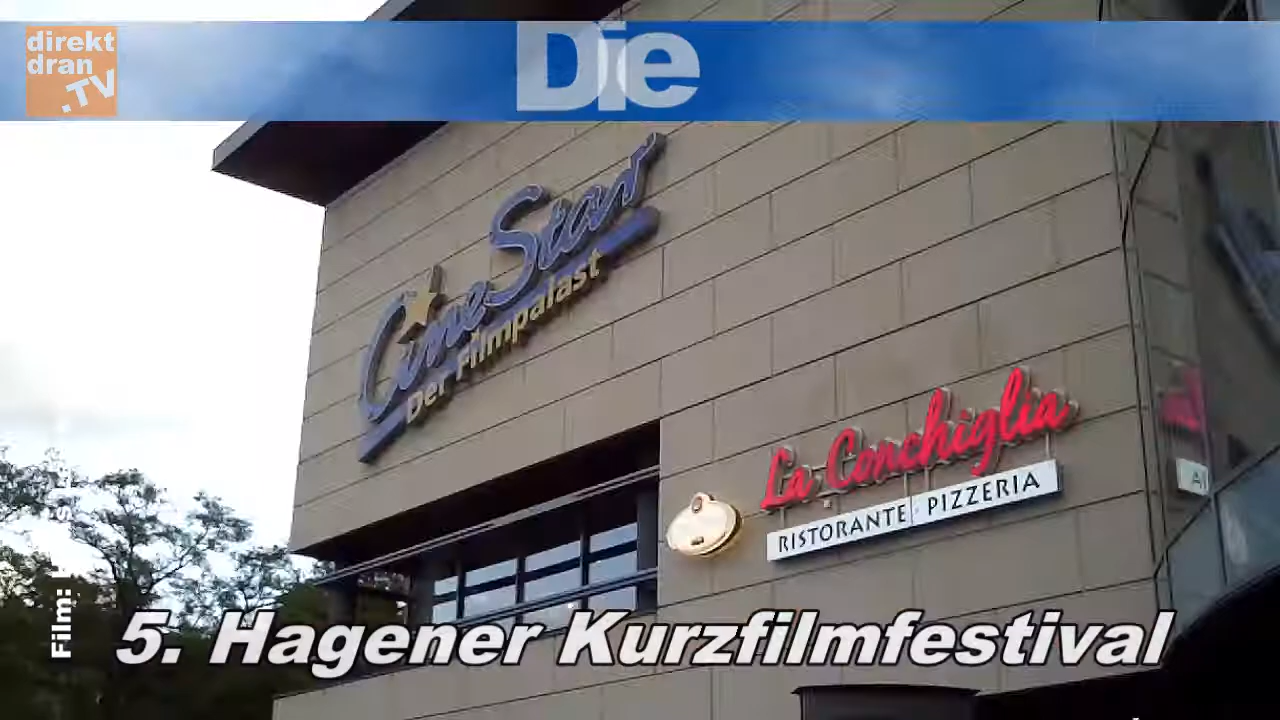 direkt
dran
.TV
Die
CineStar
Der Filmpalast
La Conchiglia
RISTORANTE PIZZERIA
Film:
5. Hagener Kurzfilmfestival